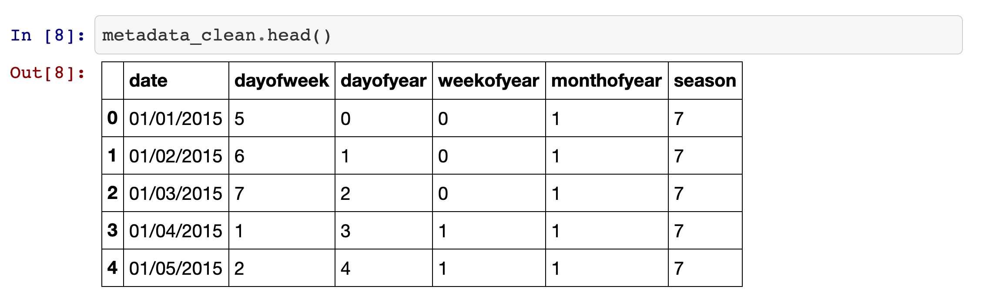 In [8]: metadata_clean.head()
Out[8]:
date dayofweek dayofyear weekofyear monthofyear season
0 01/01/2015 5 0 0 1 7
1 01/02/2015 6 1 0 1 7
2 01/03/2015 7 2 0 1 7
3 01/04/2015 1 3 1 1 7
4 01/05/2015 2 4 1 1 7